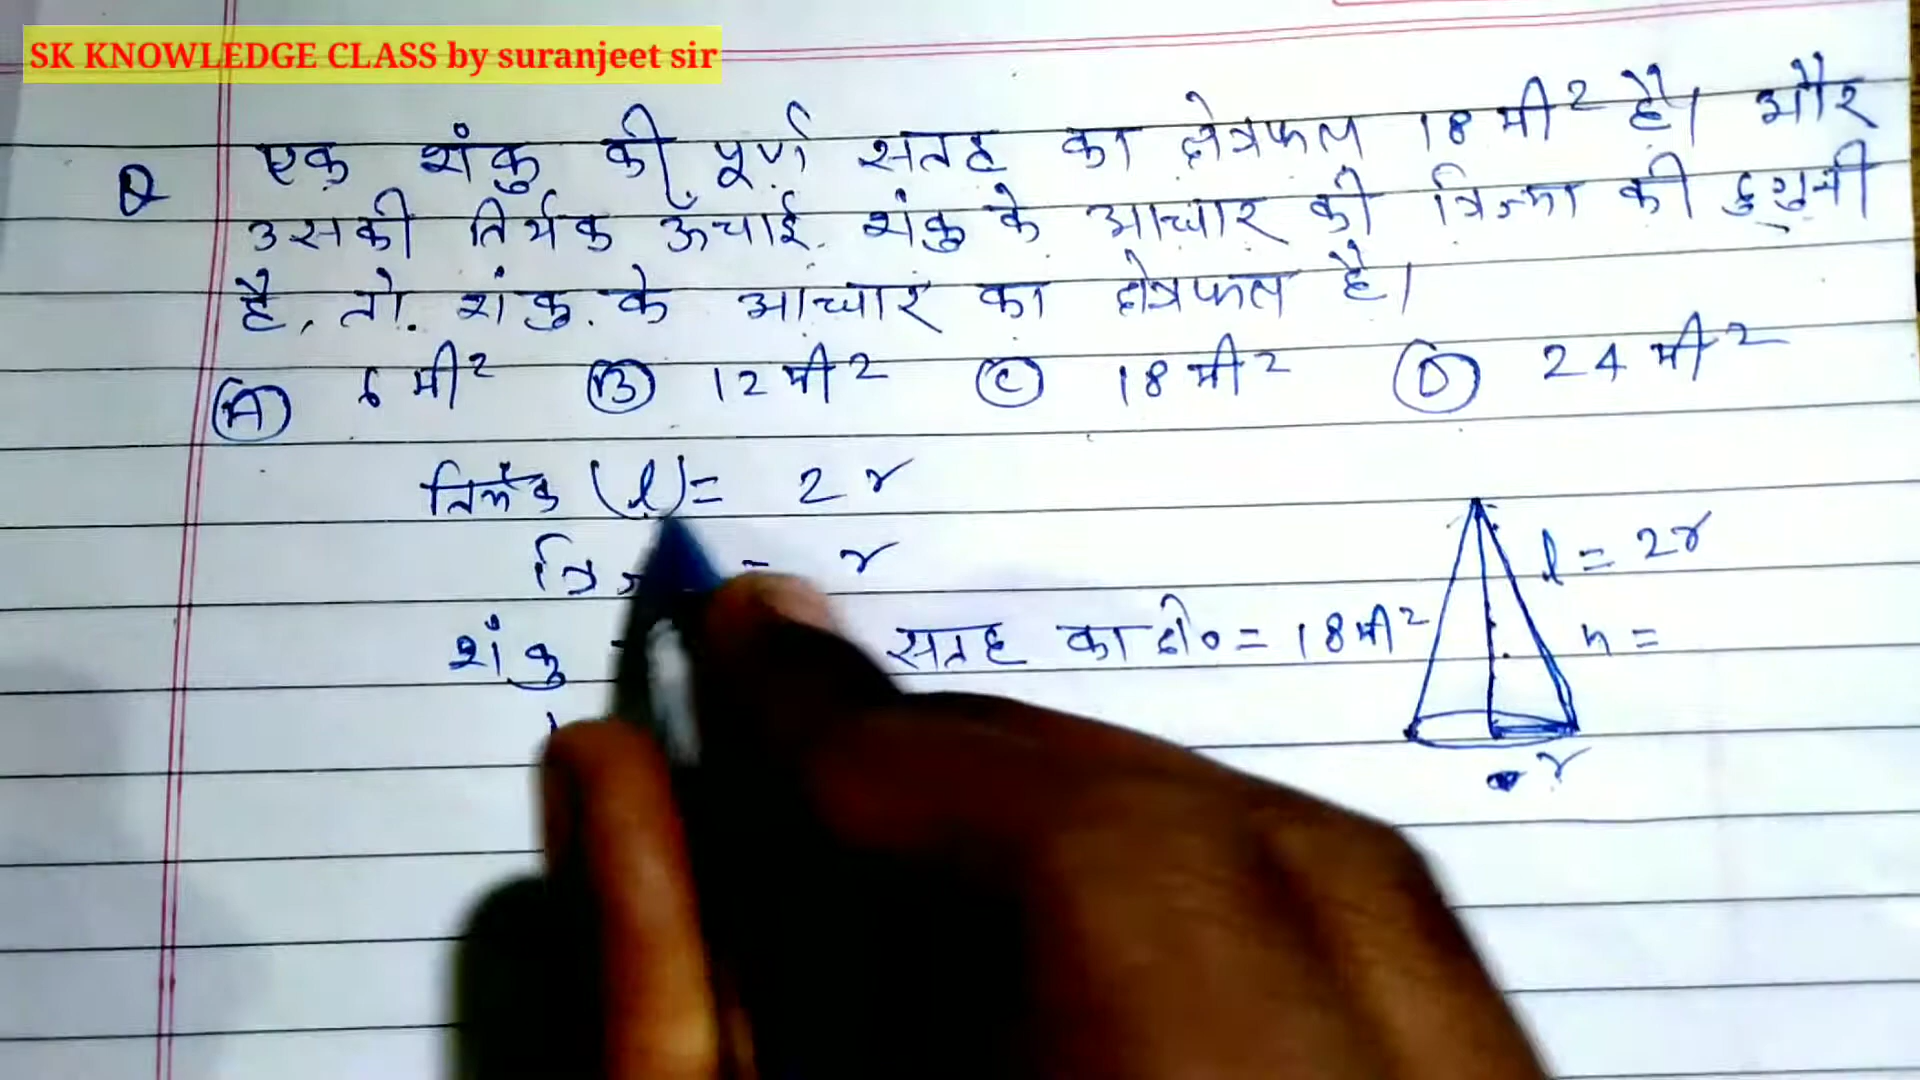 SK KNOWLEDGE CLASS by suranjeet sir
Q एक शंकु की पूर्ण सतह का क्षेत्रफल 18 मी² है। और
उसकी तिर्यक ऊँचाई, शंकु के आधार की त्रिज्या की दुगुनी
है, तो. शंकु. के आधार का क्षेत्रफल है।
(A) 6 मी² (B) 12 मी² (C) 18 मी² (D) 24 मी²
तिर्यक (l) = 2r
= r
l = 2r
शंकु सतह का क्षे० = 18 मी²
h =
r